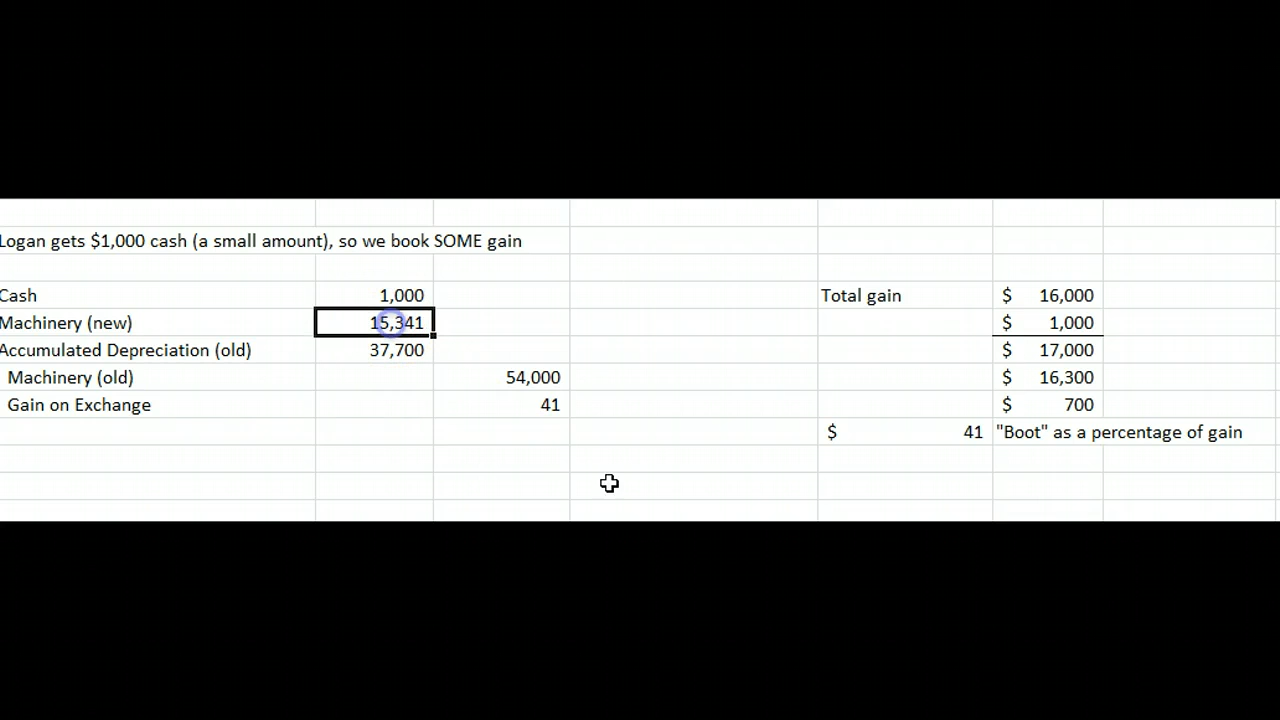 Logan gets $1,000 cash (a small amount), so we book SOME gain
Cash 1,000 Total gain $ 16,000
Machinery (new) 15,341 $ 1,000
Accumulated Depreciation (old) 37,700 $ 17,000
Machinery (old) 54,000 $ 16,300
Gain on Exchange 41 $ 700
$ 41 "Boot" as a percentage of gain